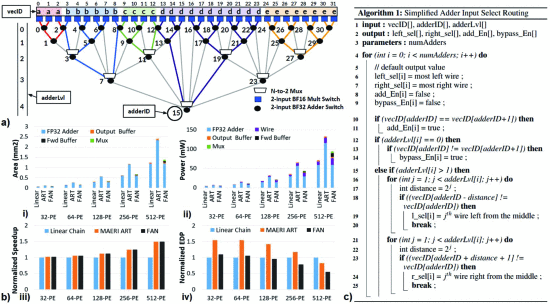 0 1 2 3 4 5 6 7 8 9 10 11 12 13 14 15 16 17 18 19 20 21 22 23 24 25 26 27 28 29 30 31
vecID
a a a b b b b b c c c d d d d d d d d d d d d e e e e e e e
0
1
2
3
4
adderLvl
0 2 4 6 8 10 12 14 16 18 20 22 24 26 28 30
1 5 9 13 17 21 25 29
3 11 19 27
7 23
15
adderID
N-to-2 Mux
2-Input BF16 Mult Switch
2-Input BF32 Adder Switch
a)
FP32 Adder
Output Buffer
Fwd Buffer
Mux
Area (mm2)
Linear ART FAN
32-PE 64-PE 128-PE 256-PE 512-PE
i)
FP32 Adder
Wire
Output Buffer
Fwd Buffer
Mux
Power (mW)
Linear ART FAN
32-PE 64-PE 128-PE 256-PE 512-PE
ii)
b)
Linear Chain MAERI ART FAN
Normalized Speedup
32-PE 64-PE 128-PE 256-PE 512-PE
iii)
Linear Chain MAERI ART FAN
Normalized EDP
32-PE 64-PE 128-PE 256-PE 512-PE
iv)
Algorithm 1: Simplified Adder Input Select/Routing
1 input : vecID[], adderID[], adderLvl[]
2 output : left_sel[], right_sel[], add_En[], bypass_En[]
3 parameters : numAdders
4 for (int i=0; i < numAdders; i++) do
5 // default output value
6 left_sel[i] = most left wire ;
7 right_sel[i] = most right wire ;
8 add_En[i] = false ;
9 bypass_En[i] = false ;
10 if (vecID[adderID] == vecID[adderID+1]) then
11 add_En[i] = true ;
12 if (adderLvl[i] == 0) then
13 if (vecID[adderID] != vecID[adderID+1]) then
14 bypass_En[i] = true ;
15 else if (adderLvl[i] > 1) then
16 for (int j = 1; j < adderLvl[i]; j++) do
17 int distance = 2^j ;
18 if ((vecID[adderID - distance] != vecID[adderID]) then
19 l_sel[i] = j^th wire left from the middle ;
20 break ;
21 for (int j = 1; j < adderLvl[i]; j++) do
22 int distance = 2^j ;
23 if ((vecID[adderID + distance + 1] != vecID[adderID]) then
24 r_sel[i] = j^th wire right from the middle ;
25 break ;
c)